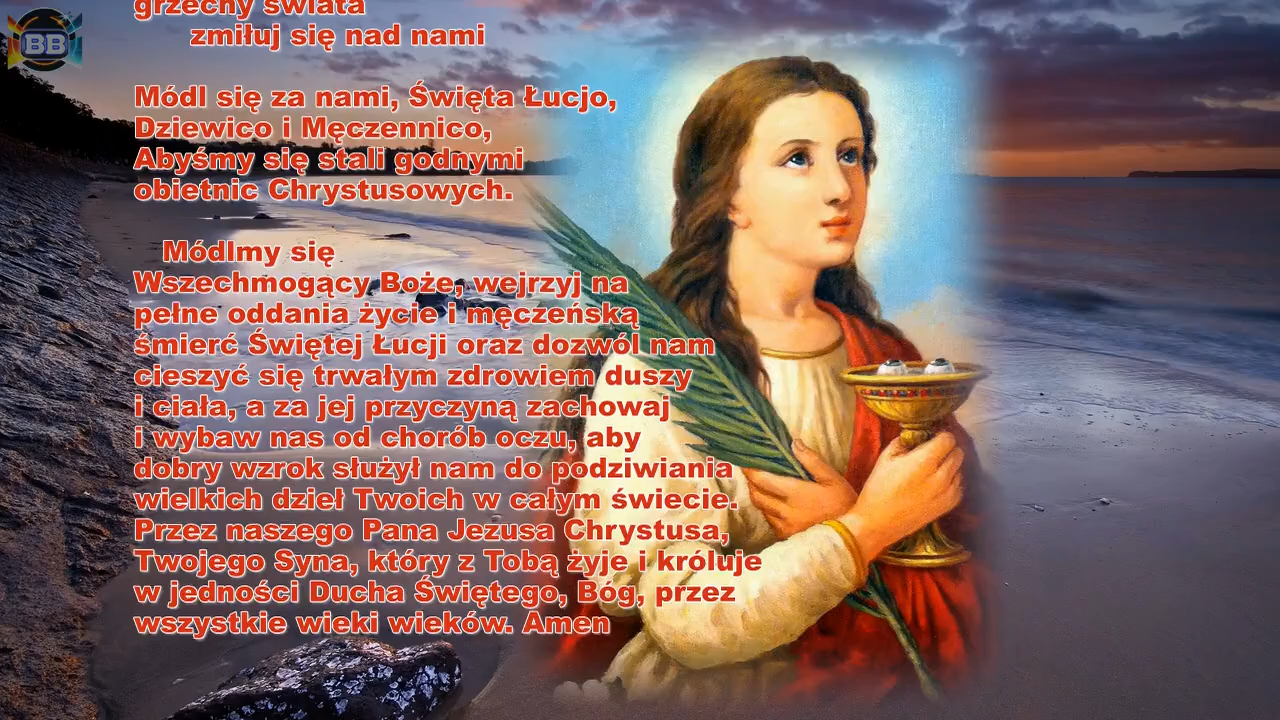 BB
grzechy świata
zmiłuj się nad nami
Módl się za nami, Święta Łucjo,
Dziewico i Męczennico,
Abyśmy się stali godnymi
obietnic Chrystusowych.
Módlmy się
Wszechmogący Boże, wejrzyj na
pełne oddania życie i męczeńską
śmierć Świętej Łucji oraz dozwól nam
cieszyć się trwałym zdrowiem duszy
i ciała, a za jej przyczyną zachowaj
i wybaw nas od chorób oczu, aby
dobry wzrok służył nam do podziwiania
wielkich dzieł Twoich w całym świecie.
Przez naszego Pana Jezusa Chrystusa,
Twojego Syna, który z Tobą żyje i króluje
w jedności Ducha Świętego, Bóg, przez
wszystkie wieki wieków. Amen